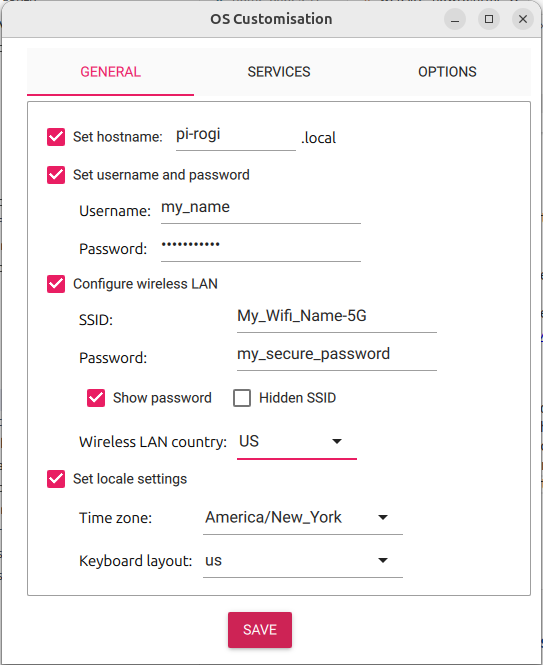 OS Customisation
GENERAL SERVICES OPTIONS
Set hostname: pi-rogi .local
Set username and password
Username: my_name
Password: •••••••••••
Configure wireless LAN
SSID: My_Wifi_Name-5G
Password: my_secure_password
Show password Hidden SSID
Wireless LAN country: US
Set locale settings
Time zone: America/New_York
Keyboard layout: us
SAVE